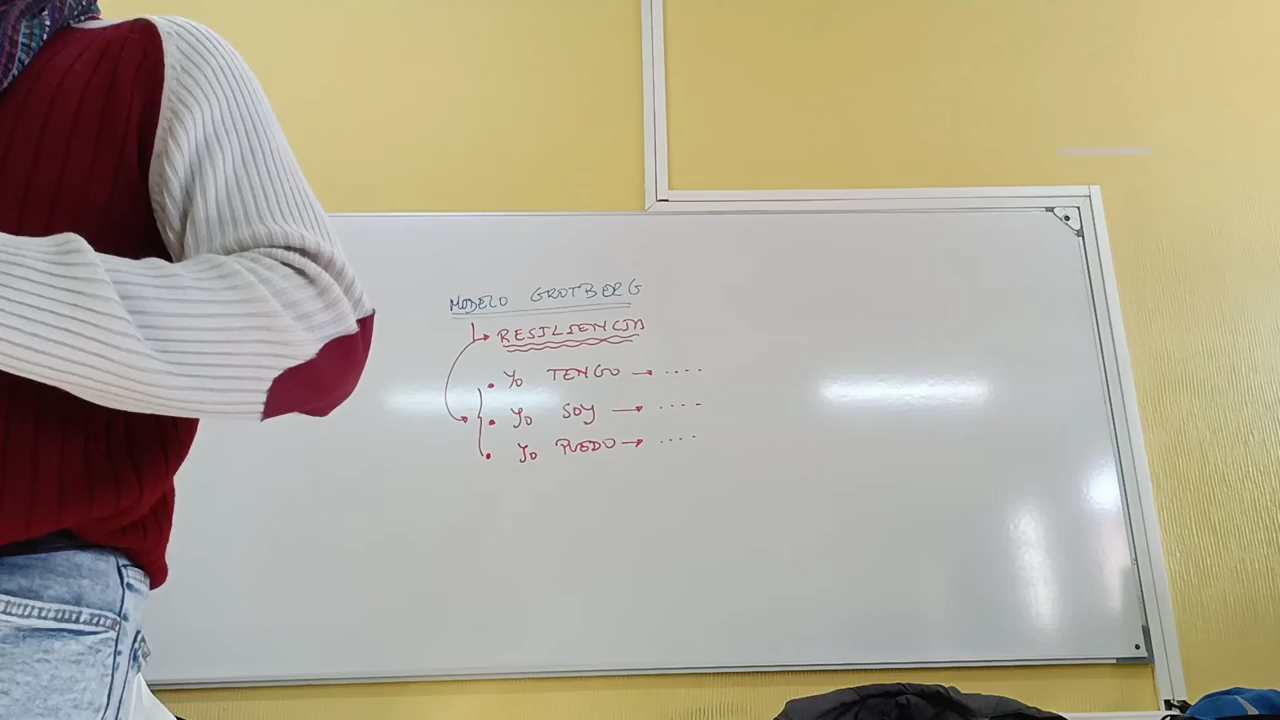 MODELO GROTBERG
RESILIENCIA
• Yo TENGO → ....
• Yo SOY → ....
• Yo PUEDO → ....